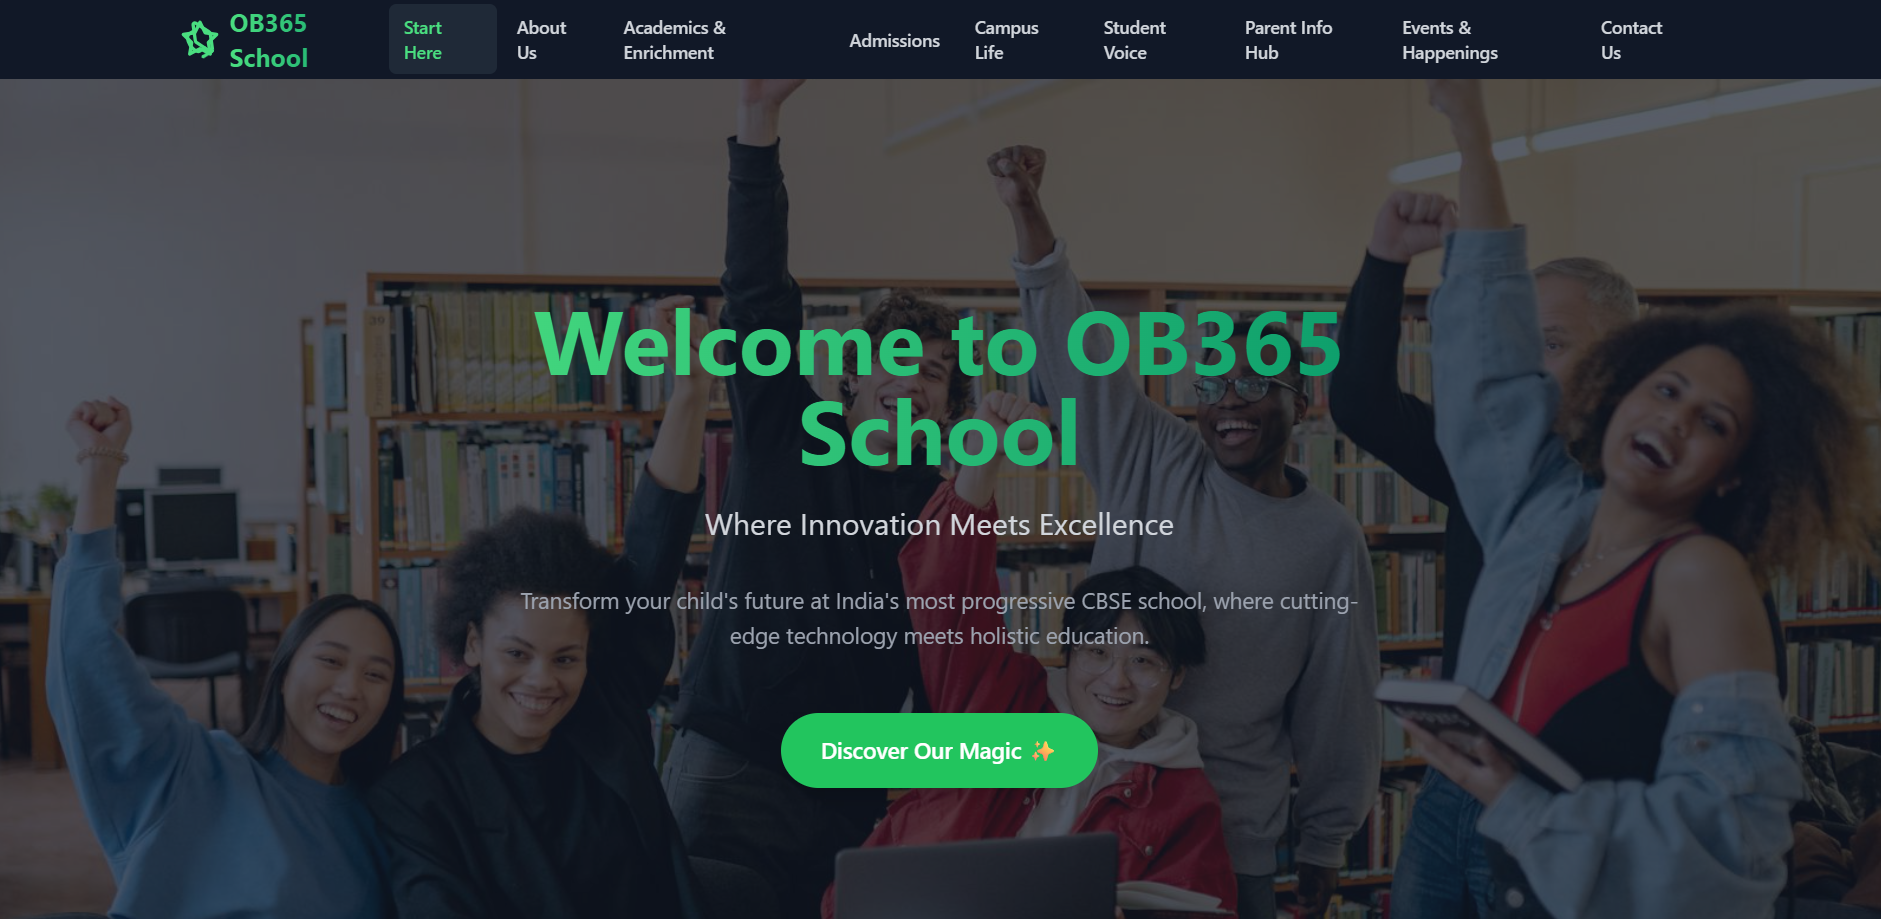 OB365
School
Start
Here
About
Us
Academics &
Enrichment
Admissions
Campus
Life
Student
Voice
Parent Info
Hub
Events &
Happenings
Contact
Us
Welcome to OB365
School
Where Innovation Meets Excellence
Transform your child's future at India's most progressive CBSE school, where cutting-
edge technology meets holistic education.
Discover Our Magic ✨